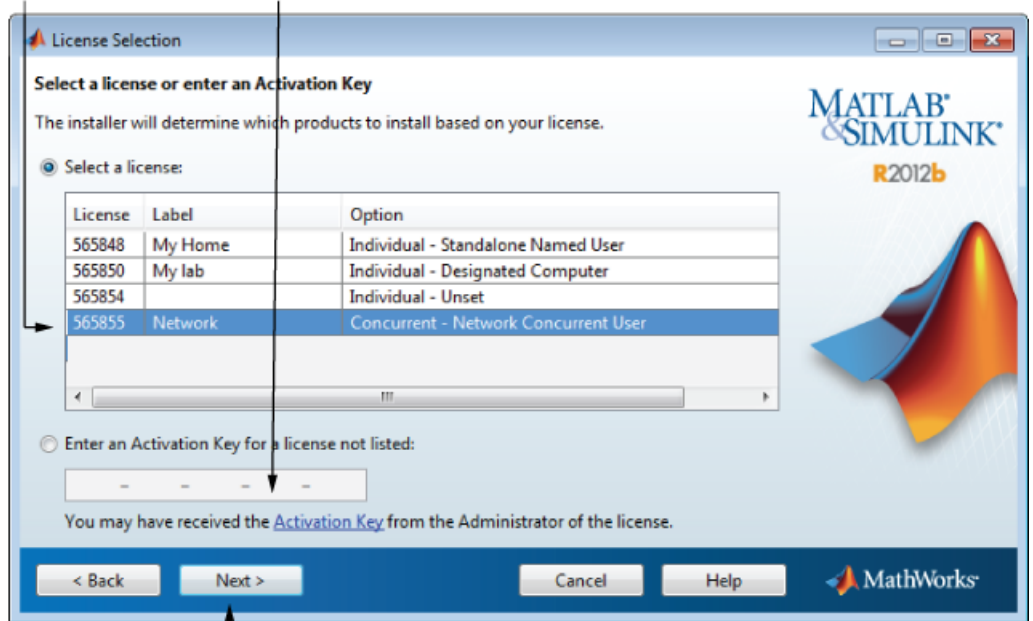 License Selection
Select a license or enter an Activation Key
The installer will determine which products to install based on your license.
MATLAB®
&SIMULINK®
R2012b
Select a license:
License Label Option
565848 My Home Individual - Standalone Named User
565850 My lab Individual - Designated Computer
565854 Individual - Unset
565855 Network Concurrent - Network Concurrent User
Enter an Activation Key for a license not listed:
- - - -
You may have received the Activation Key from the Administrator of the license.
< Back Next > Cancel Help MathWorks®